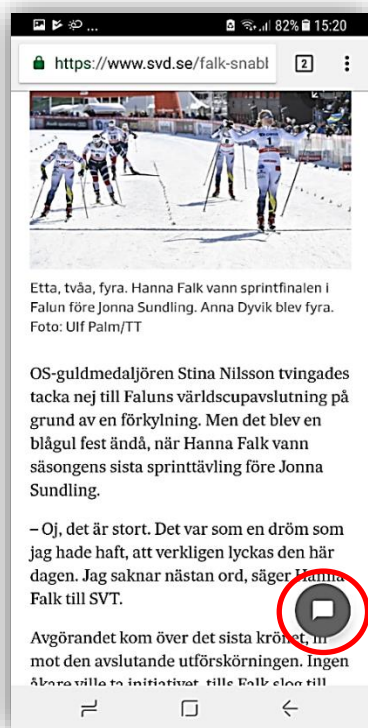 ... 82% 15:20
https://www.svd.se/falk-snabb 2
1
Etta, tvåa, fyra. Hanna Falk vann sprintfinalen i
Falun före Jonna Sundling. Anna Dyvik blev fyra.
Foto: Ulf Palm/TT
OS-guldmedaljören Stina Nilsson tvingades
tacka nej till Faluns världscupavslutning på
grund av en förkylning. Men det blev en
blågul fest ändå, när Hanna Falk vann
säsongens sista sprinttävling före Jonna
Sundling.
– Oj, det är stort. Det var som en dröm som
jag hade haft, att verkligen lyckas den här
dagen. Jag saknar nästan ord, säger Hanna
Falk till SVT.
Avgörandet kom över det sista krönet, in
mot den avslutande utförskörningen. Ingen
åkare ville ta initiativet, tills Falk slog till